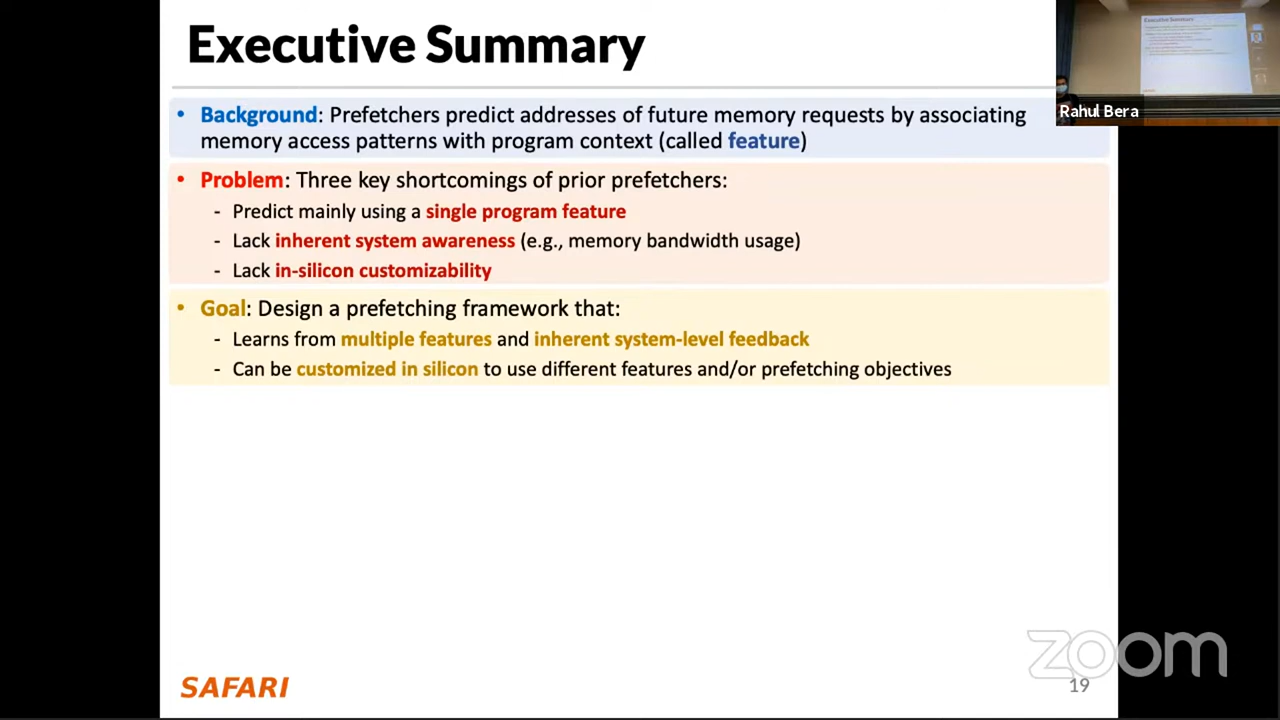 Executive Summary
Rahul Bera
• Background: Prefetchers predict addresses of future memory requests by associating
memory access patterns with program context (called feature)
• Problem: Three key shortcomings of prior prefetchers:
- Predict mainly using a single program feature
- Lack inherent system awareness (e.g., memory bandwidth usage)
- Lack in-silicon customizability
• Goal: Design a prefetching framework that:
- Learns from multiple features and inherent system-level feedback
- Can be customized in silicon to use different features and/or prefetching objectives
zoom
SAFARI
19